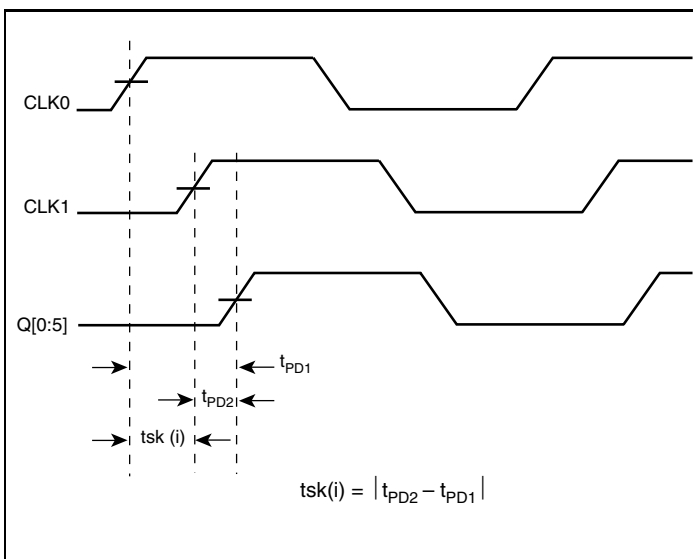 CLK0
CLK1
Q[0:5]
tPD1
tPD2
tsk (i)
tsk(i) = |tPD2 – tPD1|